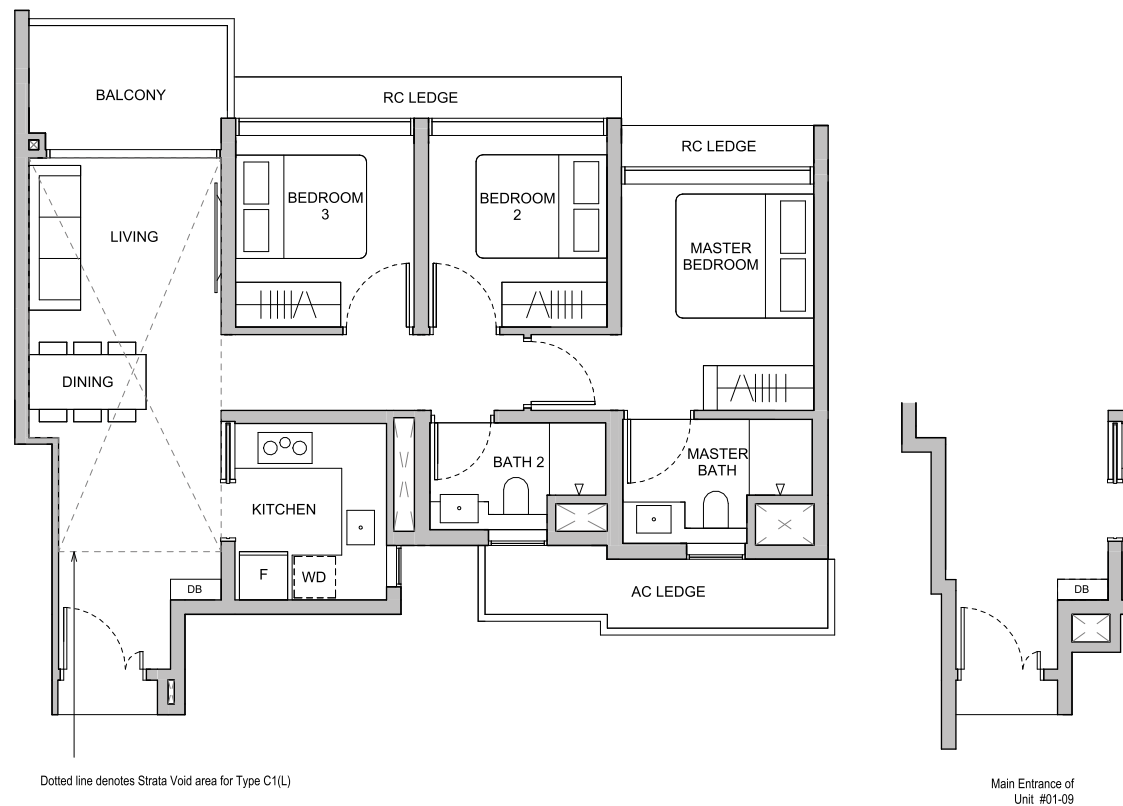 BALCONY
RC LEDGE
RC LEDGE
BEDROOM
3
BEDROOM
2
LIVING
MASTER
BEDROOM
DINING
BATH 2
MASTER
BATH
KITCHEN
F
WD
DB
AC LEDGE
DB
Dotted line denotes Strata Void area for Type C1(L)
Main Entrance of
Unit #01-09